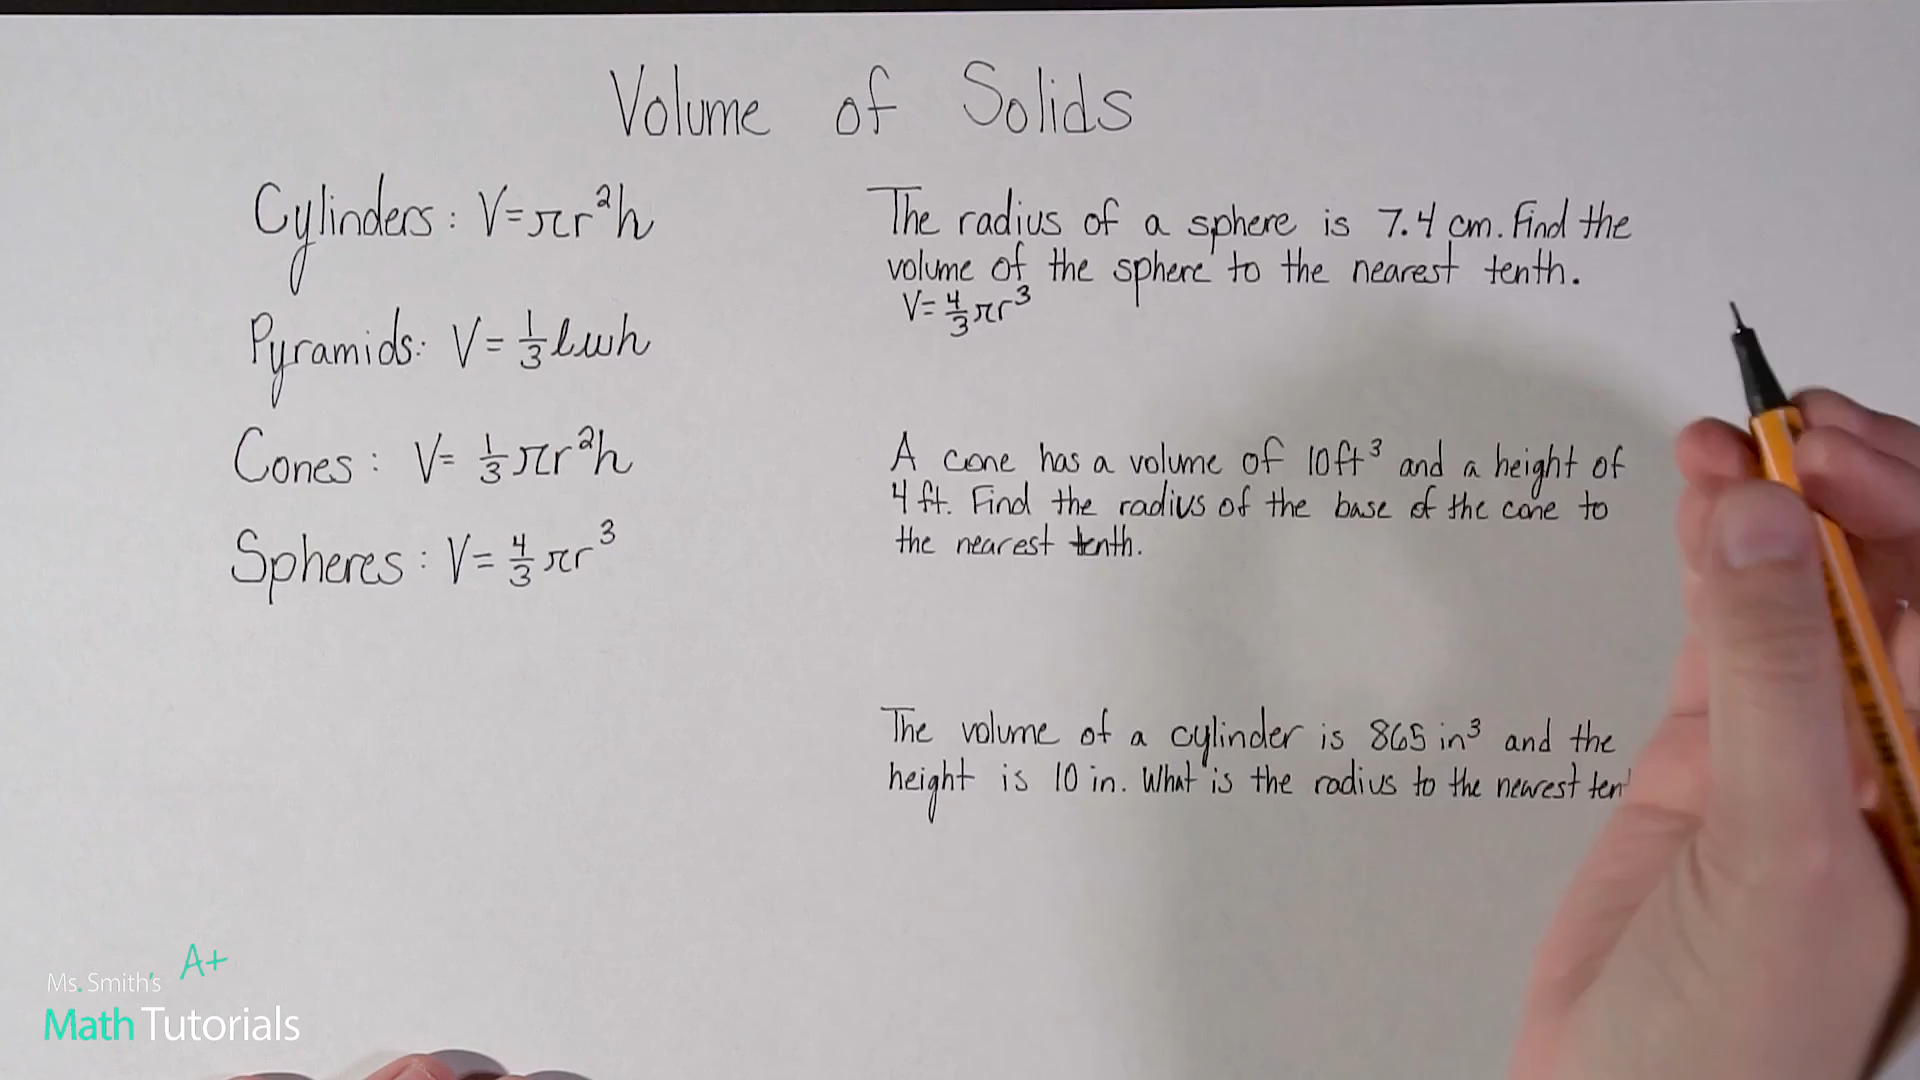 Volume of Solids
Cylinders: V=πr²h
Pyramids: V=⅓lwh
Cones: V=⅓πr²h
Spheres: V=4/3πr³
The radius of a sphere is 7.4 cm. Find the
volume of the sphere to the nearest tenth.
V=4/3πr³
A cone has a volume of 10ft³ and a height of
4 ft. Find the radius of the base of the cone to
the nearest tenth.
The volume of a cylinder is 865 in³ and the
height is 10 in. What is the radius to the nearest ten
A+
Ms. Smith's
Math Tutorials